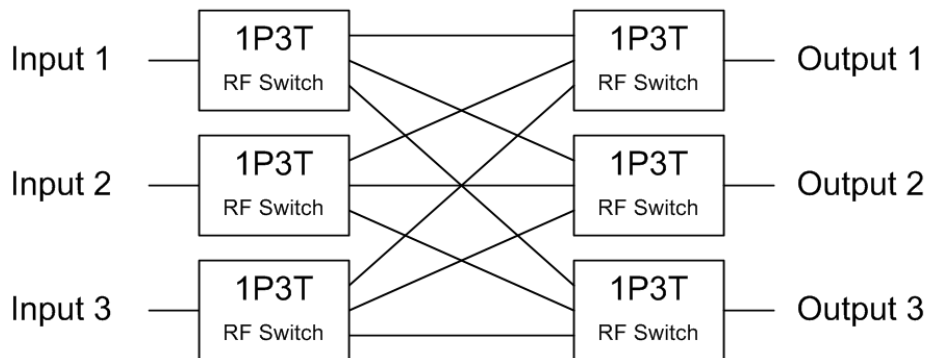 Input 1
1P3T
RF Switch
1P3T
RF Switch
Output 1
Input 2
1P3T
RF Switch
1P3T
RF Switch
Output 2
Input 3
1P3T
RF Switch
1P3T
RF Switch
Output 3